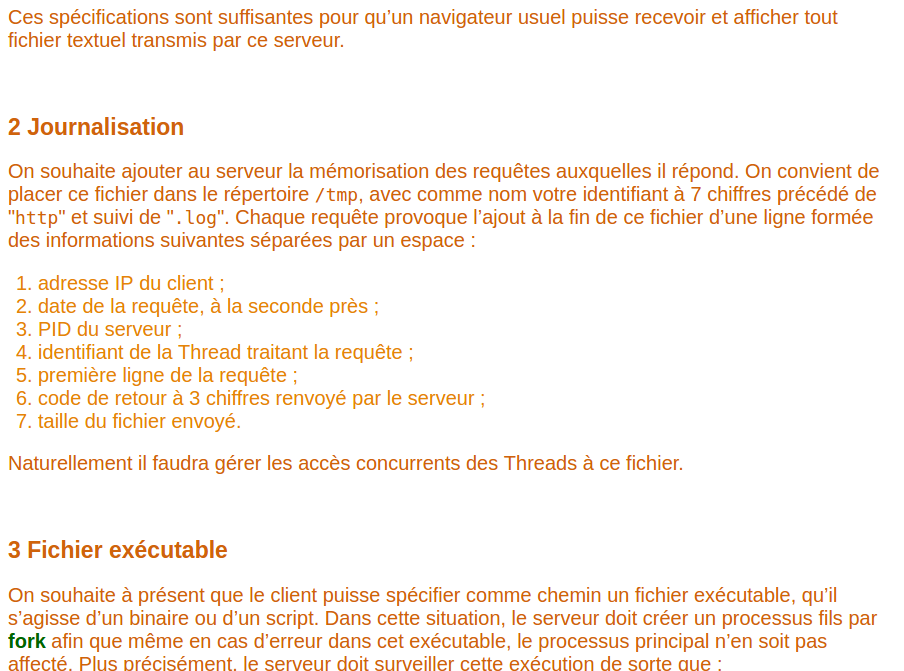 Ces spécifications sont suffisantes pour qu’un navigateur usuel puisse recevoir et afficher tout
fichier textuel transmis par ce serveur.
2 Journalisation
On souhaite ajouter au serveur la mémorisation des requêtes auxquelles il répond. On convient de
placer ce fichier dans le répertoire /tmp, avec comme nom votre identifiant à 7 chiffres précédé de
"http" et suivi de ".log". Chaque requête provoque l’ajout à la fin de ce fichier d’une ligne formée
des informations suivantes séparées par un espace :
1. adresse IP du client ;
2. date de la requête, à la seconde près ;
3. PID du serveur ;
4. identifiant de la Thread traitant la requête ;
5. première ligne de la requête ;
6. code de retour à 3 chiffres renvoyé par le serveur ;
7. taille du fichier envoyé.
Naturellement il faudra gérer les accès concurrents des Threads à ce fichier.
3 Fichier exécutable
On souhaite à présent que le client puisse spécifier comme chemin un fichier exécutable, qu’il
s’agisse d’un binaire ou d’un script. Dans cette situation, le serveur doit créer un processus fils par
fork afin que même en cas d’erreur dans cet exécutable, le processus principal n’en soit pas
affecté. Plus précisément, le serveur doit surveiller cette exécution de sorte que :